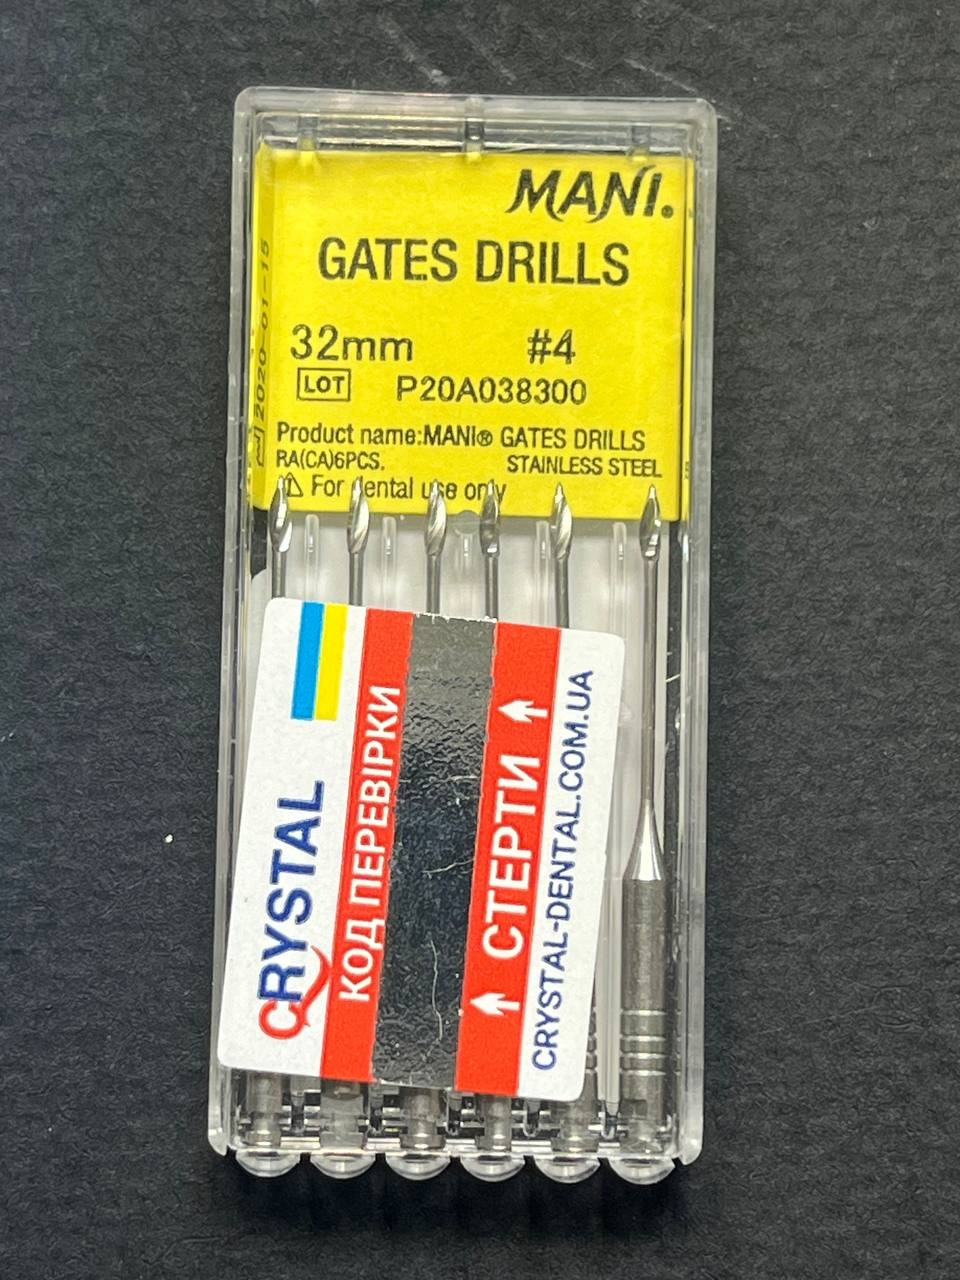 MANI®
GATES DRILLS
32mm #4
LOT P20A038300
Product name:MANI® GATES DRILLS
RA(CA)6PCS. STAINLESS STEEL
For dental use only
2020-01-15
CRYSTAL
КОД ПЕРЕВІРКИ
СТЕРТИ
CRYSTAL-DENTAL.COM.UA